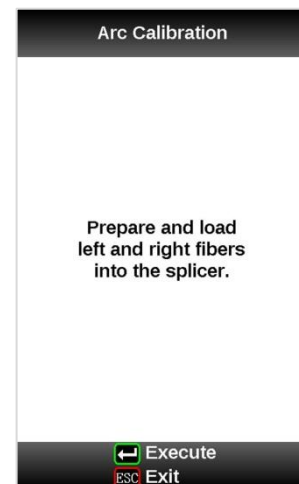 Arc Calibration
Prepare and load
left and right fibers
into the splicer.
Execute
ESC Exit